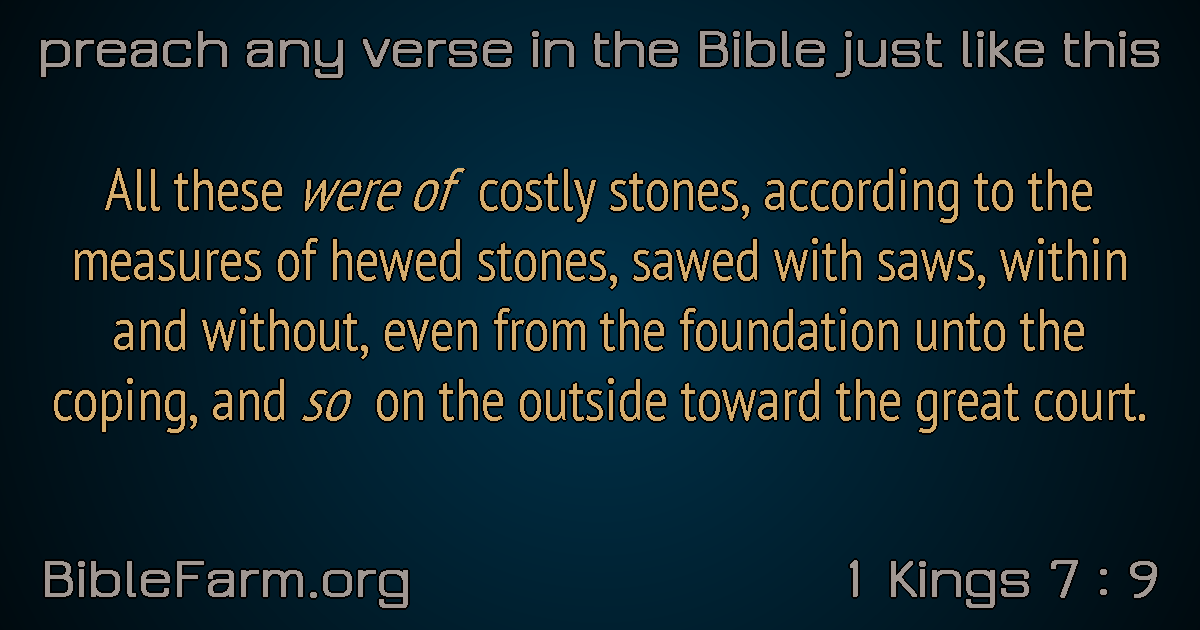 preach any verse in the Bible just like this
All these were of costly stones, according to the
measures of hewed stones, sawed with saws, within
and without, even from the foundation unto the
coping, and so on the outside toward the great court.
BibleFarm.org
1 Kings 7 : 9